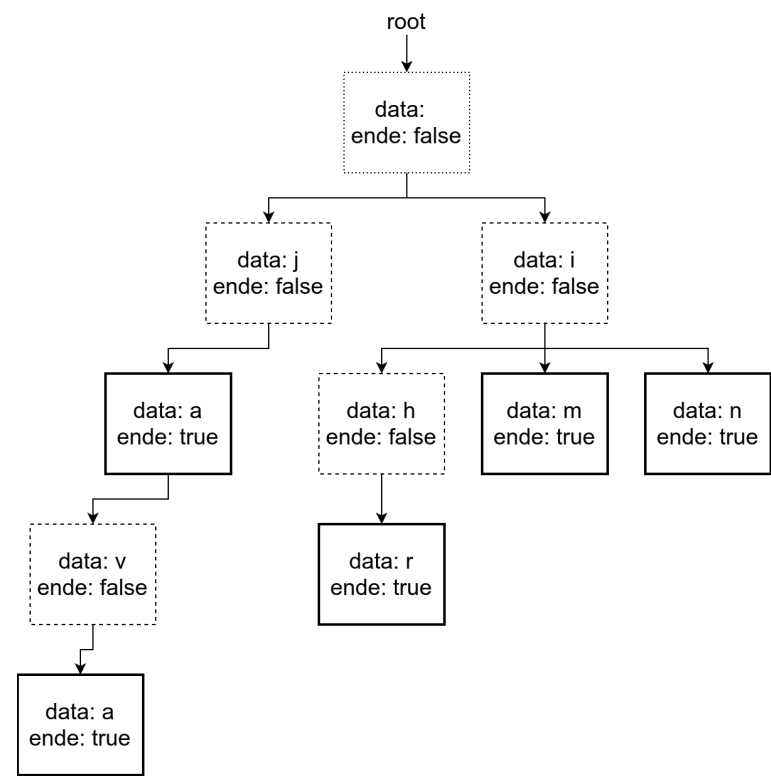 root
data:
ende: false
data: j
ende: false
data: i
ende: false
data: a
ende: true
data: h
ende: false
data: m
ende: true
data: n
ende: true
data: v
ende: false
data: r
ende: true
data: a
ende: true